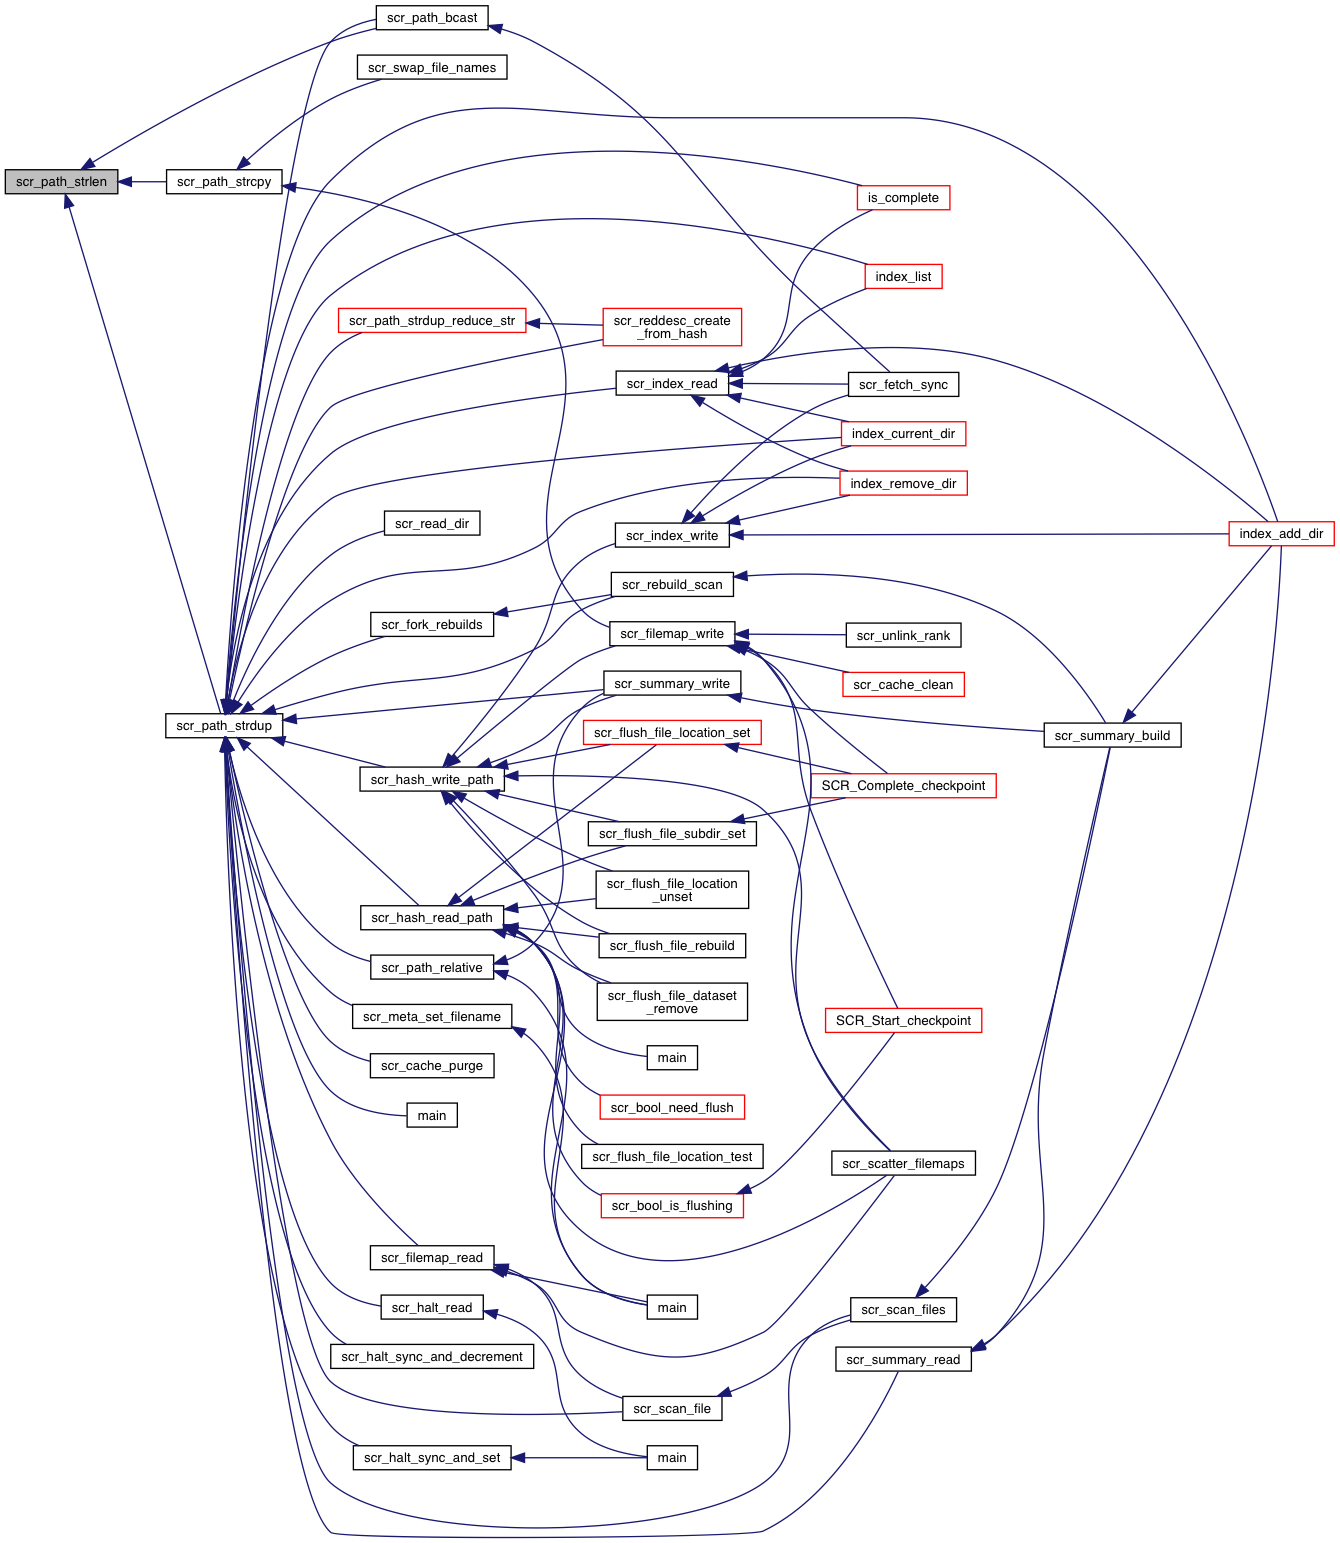 scr_path_bcast
scr_swap_file_names
scr_path_strlen
scr_path_strcpy
is_complete
index_list
scr_path_strdup_reduce_str
scr_reddesc_create
_from_hash
scr_index_read
scr_fetch_sync
index_current_dir
index_remove_dir
scr_read_dir
scr_index_write
index_add_dir
scr_rebuild_scan
scr_fork_rebuilds
scr_filemap_write
scr_unlink_rank
scr_summary_write
scr_cache_clean
scr_path_strdup
scr_flush_file_location_set
scr_summary_build
scr_hash_write_path
SCR_Complete_checkpoint
scr_flush_file_subdir_set
scr_flush_file_location
_unset
scr_hash_read_path
scr_flush_file_rebuild
scr_path_relative
scr_flush_file_dataset
_remove
scr_meta_set_filename
SCR_Start_checkpoint
main
scr_cache_purge
scr_bool_need_flush
main
scr_flush_file_location_test
scr_scatter_filemaps
scr_bool_is_flushing
scr_filemap_read
scr_halt_read
main
scr_scan_files
scr_halt_sync_and_decrement
scr_summary_read
scr_scan_file
scr_halt_sync_and_set
main